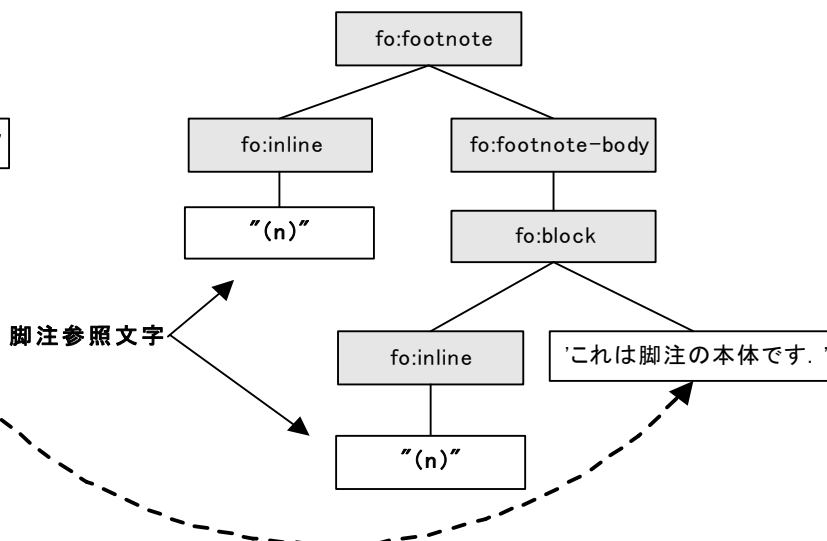 fo:footnote
fo:inline
fo:footnote-body
"(n)"
fo:block
脚注参照文字
fo:inline
'これは脚注の本体です. '
"(n)"